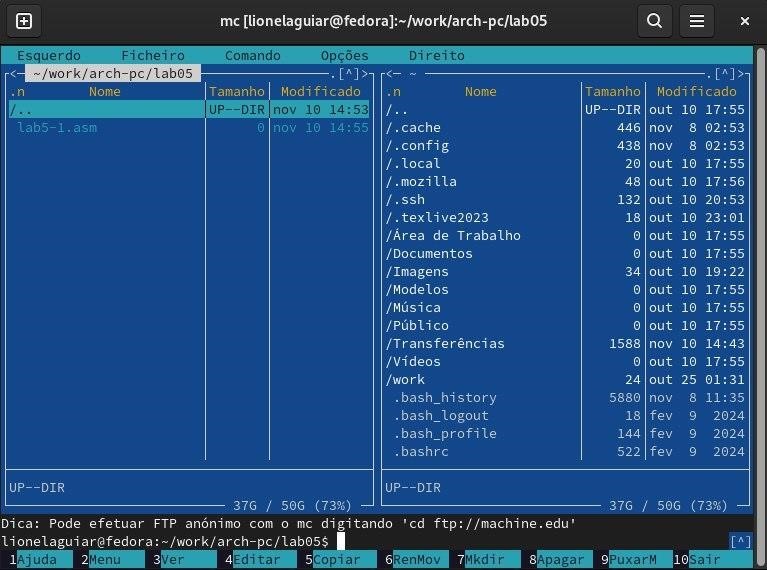 mc [lionelaguiar@fedora]:~/work/arch-pc/lab05
Esquerdo Ficheiro Comando Opções Direito
<─ ~/work/arch-pc/lab05 .[^]>
.n Nome Tamanho Modificado
/.. UP--DIR nov 10 14:53
lab5-1.asm 0 nov 10 14:55
UP--DIR
37G / 50G (73%)
<─ ~ .[^]>
.n Nome Tamanho Modificado
/.. UP--DIR out 10 17:55
/.cache 446 nov 8 02:53
/.config 438 nov 8 02:53
/.local 20 out 10 17:55
/.mozilla 48 out 10 17:56
/.ssh 132 out 10 20:53
/.texlive2023 18 out 10 23:01
/Área de Trabalho 0 out 10 17:55
/Documentos 0 out 10 17:55
/Imagens 34 out 10 19:22
/Modelos 0 out 10 17:55
/Música 0 out 10 17:55
/Público 0 out 10 17:55
/Transferências 1588 nov 10 14:43
/Vídeos 0 out 10 17:55
/work 24 out 25 01:31
.bash_history 5880 nov 8 11:35
.bash_logout 18 fev 9 2024
.bash_profile 144 fev 9 2024
.bashrc 522 fev 9 2024
UP--DIR
37G / 50G (73%)
Dica: Pode efetuar FTP anónimo com o mc digitando 'cd ftp://machine.edu'
lionelaguiar@fedora:~/work/arch-pc/lab05$ [^]
1Ajuda 2Menu 3Ver 4Editar 5Copiar 6RenMov 7Mkdir 8Apagar 9PuxarM 10Sair